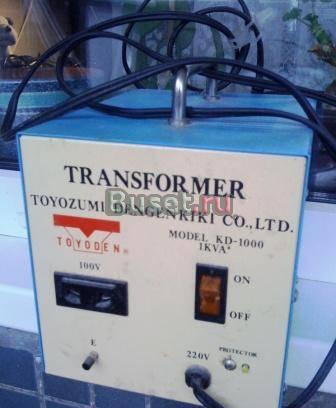 TRANSFORMER
Buset.ru
TOYOZUMI DENGENKIKI CO.,LTD.
TOYODEN ®
MODEL KD-1000
1KVA
100V
ON
OFF
E
220V
PROTECTOR